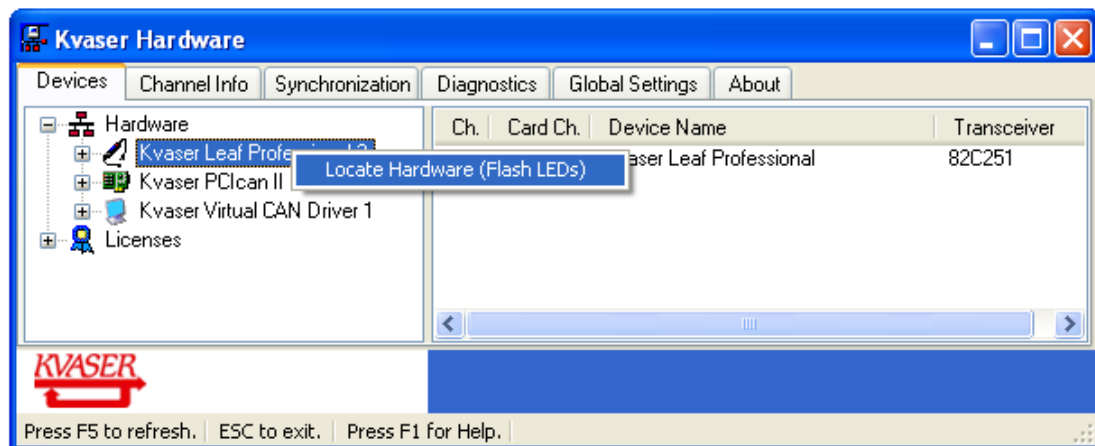 Kvaser Hardware
Devices Channel Info Synchronization Diagnostics Global Settings About
Hardware
Kvaser Leaf
Locate Hardware (Flash LEDs)
Kvaser PCIcan II
Kvaser Virtual CAN Driver 1
Licenses
Ch. Card Ch. Device Name Transceiver
Leaf Professional 82C251
KVASER
Press F5 to refresh. ESC to exit. Press F1 for Help.